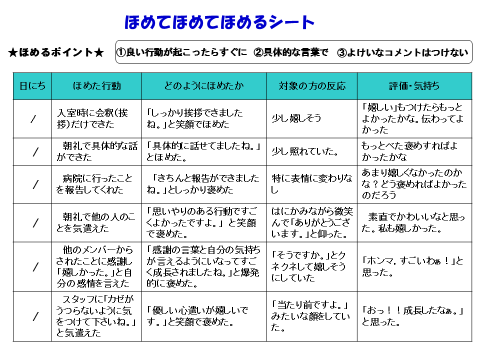 ほめてほめてほめるシート
★ほめるポイント★ ①良い行動が起こったらすぐに ②具体的な言葉で ③よけいなコメントはつけない
日にち ほめた行動 どのようにほめたか 対象の方の反応 評価・気持ち
/
入室時に会釈(挨
拶)だけできた
「しっかり挨拶できました
ね。」と笑顔でほめた
少し嬉しそう
「嬉しい」もつけたらもっと
よかったかな。伝わってよ
かった
/
朝礼で具体的な話
ができた
「具体的に話せてましたね。」
とほめた。
少し照れていた。
もっとべた褒めすればよ
かったかな
/
病院に行ったこと
を報告してくれた
「きちんと報告ができました
ね。」としっかり褒めた
特に表情に変わりな
し
あまり嬉しくなかったのか
な?どう褒めればよかった
のだろう
/
朝礼で他の人のこ
とを気遣えた
「思いやりのある行動ですご
くよかったですよ。」と笑顔
で褒めた。
はにかみながら微笑
んで「ありがとうござ
います。」と仰った。
素直でかわいいなと思っ
た。私も嬉しかった。
/
他のメンバーから
されたことに感謝し
「嬉しかった。」と自
分の感情を言えた
「感謝の言葉と自分の気持ち
が言えるようになってすご
く成長されましたね。」と爆発
的に褒めた。
「そうですか。」とク
ネクネして嬉しそう
にしていた
「ホンマ、すごいわぁ！」と
思った。
/
スタッフに「カゼが
うつらないように気
をつけて下さいね。」
と気遣えた
「優しい心遣いが嬉しいで
す。」と笑顔で褒めた。
「当たり前ですよ。」
みたいな顔をしてい
た。
「おっ！！成長したなぁ。」
と思った。